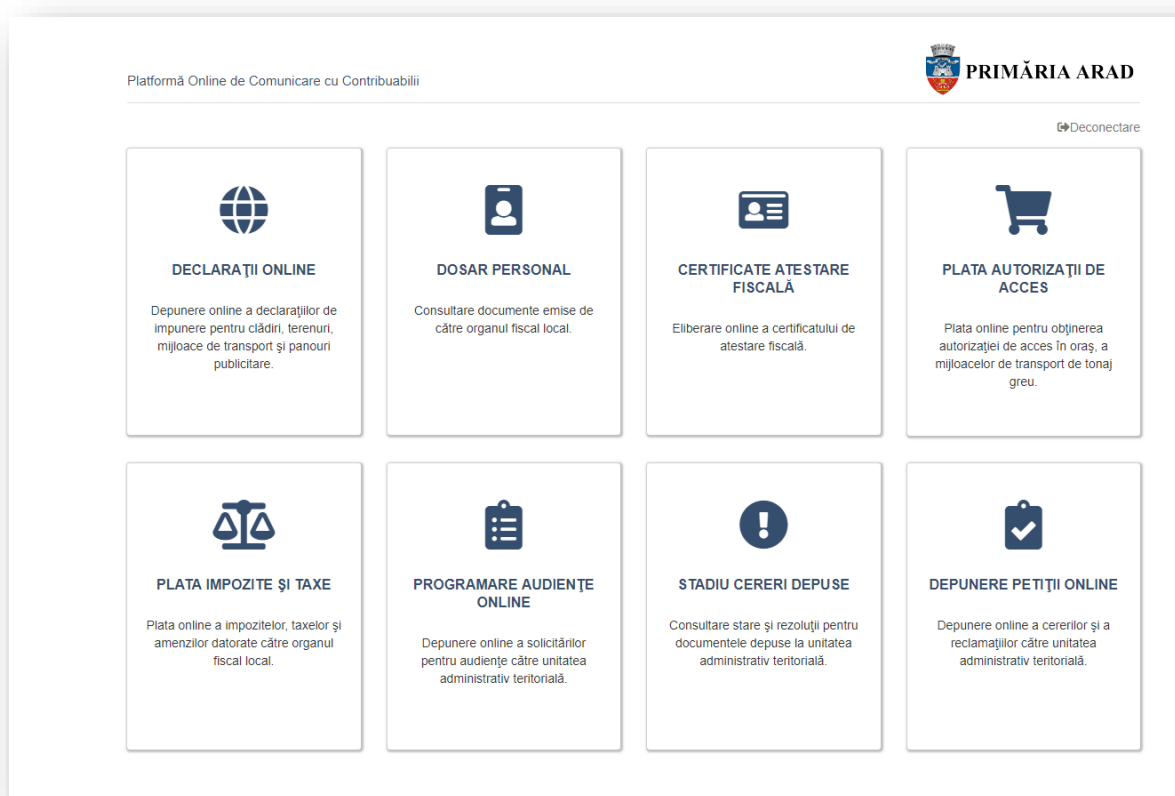 Platformă Online de Comunicare cu Contribuabilii
PRIMĂRIA ARAD
Deconectare
DECLARAŢII ONLINE
Depunere online a declaraţiilor de
impunere pentru clădiri, terenuri,
mijloace de transport şi panouri
publicitare.
DOSAR PERSONAL
Consultare documente emise de
către organul fiscal local.
CERTIFICATE ATESTARE
FISCALĂ
Eliberare online a certificatului de
atestare fiscală.
PLATA AUTORIZAŢII DE
ACCES
Plata online pentru obţinerea
autorizaţiei de acces în oraş, a
mijloacelor de transport de tonaj
greu.
PLATA IMPOZITE ŞI TAXE
Plata online a impozitelor, taxelor şi
amenzilor datorate către organul
fiscal local.
PROGRAMARE AUDIENŢE
ONLINE
Depunere online a solicitărilor
pentru audienţe către unitatea
administrativ teritorială.
STADIU CERERI DEPUSE
Consultare stare şi rezoluţii pentru
documentele depuse la unitatea
administrativ teritorială.
DEPUNERE PETIŢII ONLINE
Depunere online a cererilor şi a
reclamaţiilor către unitatea
administrativ teritorială.